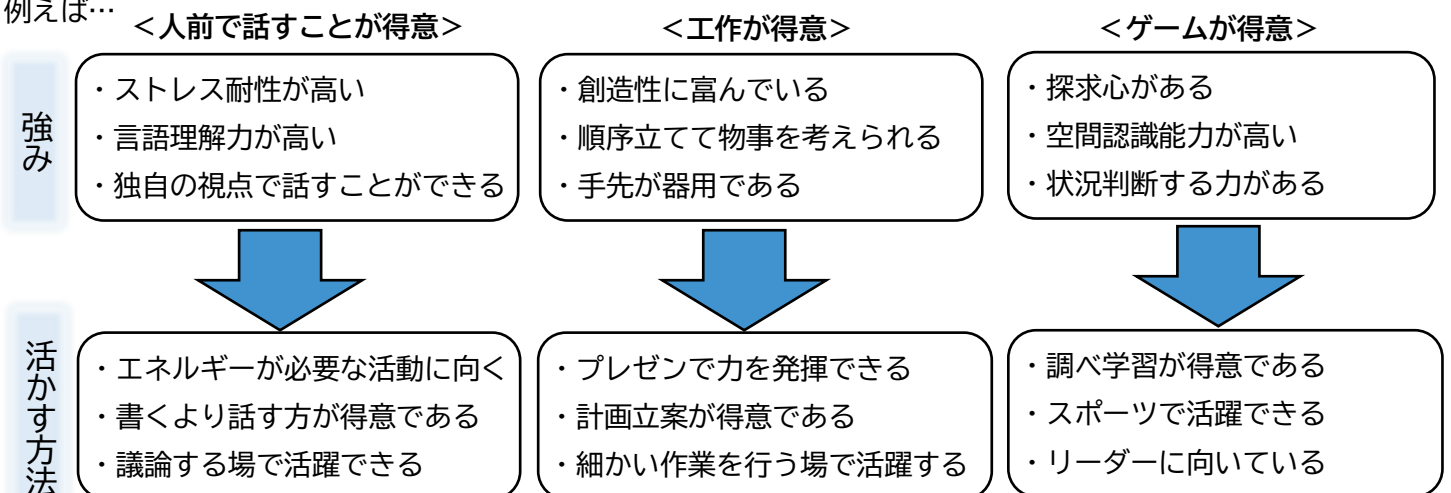 例えば…
＜人前で話すことが得意＞
＜工作が得意＞
＜ゲームが得意＞
強み
・ストレス耐性が高い
・言語理解力が高い
・独自の視点で話すことができる
・創造性に富んでいる
・順序立てて物事を考えられる
・手先が器用である
・探求心がある
・空間認識能力が高い
・状況判断する力がある
活かす方法
・エネルギーが必要な活動に向く
・書くより話す方が得意である
・議論する場で活躍できる
・プレゼンで力を発揮できる
・計画立案が得意である
・細かい作業を行う場で活躍する
・調べ学習が得意である
・スポーツで活躍できる
・リーダーに向いている